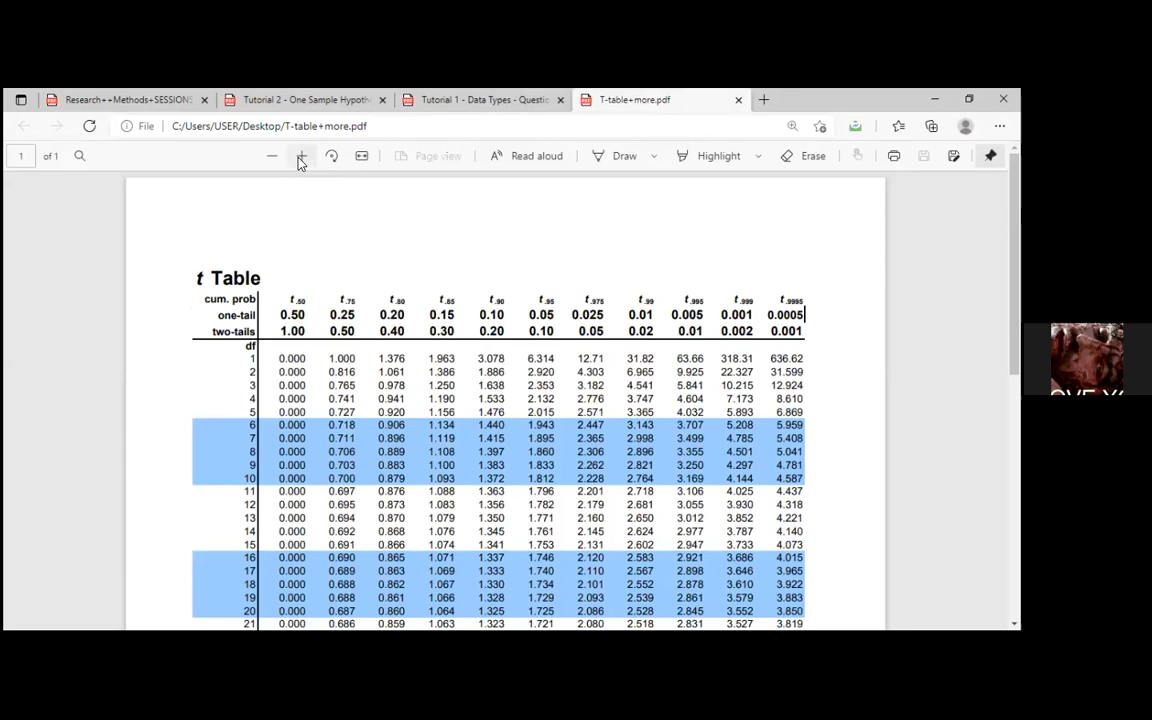 Research++Methods+SESSIONS
Tutorial 2 - One Sample Hypoth
Tutorial 1 - Data Types - Questio
T-table+more.pdf
File C:/Users/USER/Desktop/T-table+more.pdf
1 of 1 Page view Read aloud Draw Highlight Erase
t Table
cum. prob t .50 t .75 t .80 t .85 t .90 t .95 t .975 t .99 t .995 t .999 t .9995
one-tail 0.50 0.25 0.20 0.15 0.10 0.05 0.025 0.01 0.005 0.001 0.0005
two-tails 1.00 0.50 0.40 0.30 0.20 0.10 0.05 0.02 0.01 0.002 0.001
df
1 0.000 1.000 1.376 1.963 3.078 6.314 12.71 31.82 63.66 318.31 636.62
2 0.000 0.816 1.061 1.386 1.886 2.920 4.303 6.965 9.925 22.327 31.599
3 0.000 0.765 0.978 1.250 1.638 2.353 3.182 4.541 5.841 10.215 12.924
4 0.000 0.741 0.941 1.190 1.533 2.132 2.776 3.747 4.604 7.173 8.610
5 0.000 0.727 0.920 1.156 1.476 2.015 2.571 3.365 4.032 5.893 6.869
6 0.000 0.718 0.906 1.134 1.440 1.943 2.447 3.143 3.707 5.208 5.959
7 0.000 0.711 0.896 1.119 1.415 1.895 2.365 2.998 3.499 4.785 5.408
8 0.000 0.706 0.889 1.108 1.397 1.860 2.306 2.896 3.355 4.501 5.041
9 0.000 0.703 0.883 1.100 1.383 1.833 2.262 2.821 3.250 4.297 4.781
10 0.000 0.700 0.879 1.093 1.372 1.812 2.228 2.764 3.169 4.144 4.587
11 0.000 0.697 0.876 1.088 1.363 1.796 2.201 2.718 3.106 4.025 4.437
12 0.000 0.695 0.873 1.083 1.356 1.782 2.179 2.681 3.055 3.930 4.318
13 0.000 0.694 0.870 1.079 1.350 1.771 2.160 2.650 3.012 3.852 4.221
14 0.000 0.692 0.868 1.076 1.345 1.761 2.145 2.624 2.977 3.787 4.140
15 0.000 0.691 0.866 1.074 1.341 1.753 2.131 2.602 2.947 3.733 4.073
16 0.000 0.690 0.865 1.071 1.337 1.746 2.120 2.583 2.921 3.686 4.015
17 0.000 0.689 0.863 1.069 1.333 1.740 2.110 2.567 2.898 3.646 3.965
18 0.000 0.688 0.862 1.067 1.330 1.734 2.101 2.552 2.878 3.610 3.922
19 0.000 0.688 0.861 1.066 1.328 1.729 2.093 2.539 2.861 3.579 3.883
20 0.000 0.687 0.860 1.064 1.325 1.725 2.086 2.528 2.845 3.552 3.850
21 0.000 0.686 0.859 1.063 1.323 1.721 2.080 2.518 2.831 3.527 3.819